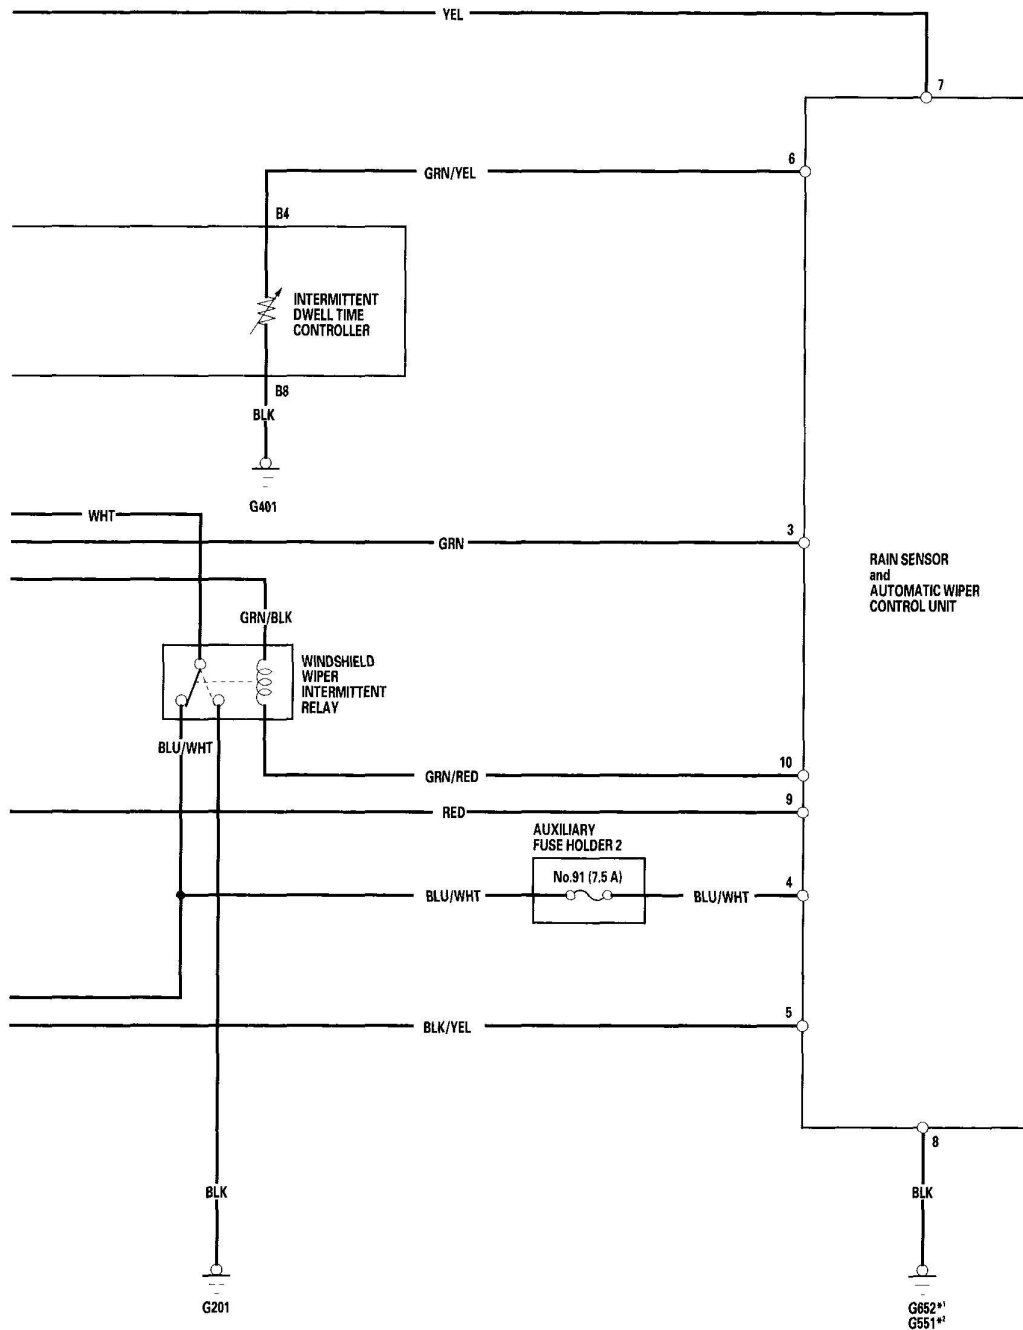 YEL
7
6
GRN/YEL
B4
INTERMITTENT
DWELL TIME
CONTROLLER
B8
BLK
G401
WHT
3
GRN
RAIN SENSOR
and
AUTOMATIC WIPER
CONTROL UNIT
GRN/BLK
WINDSHIELD
WIPER
INTERMITTENT
RELAY
BLU/WHT
10
GRN/RED
9
RED
AUXILIARY
FUSE HOLDER 2
No.91 (7.5 A)
4
BLU/WHT
BLU/WHT
5
BLK/YEL
8
BLK
BLK
G201
G652*¹
G551*²